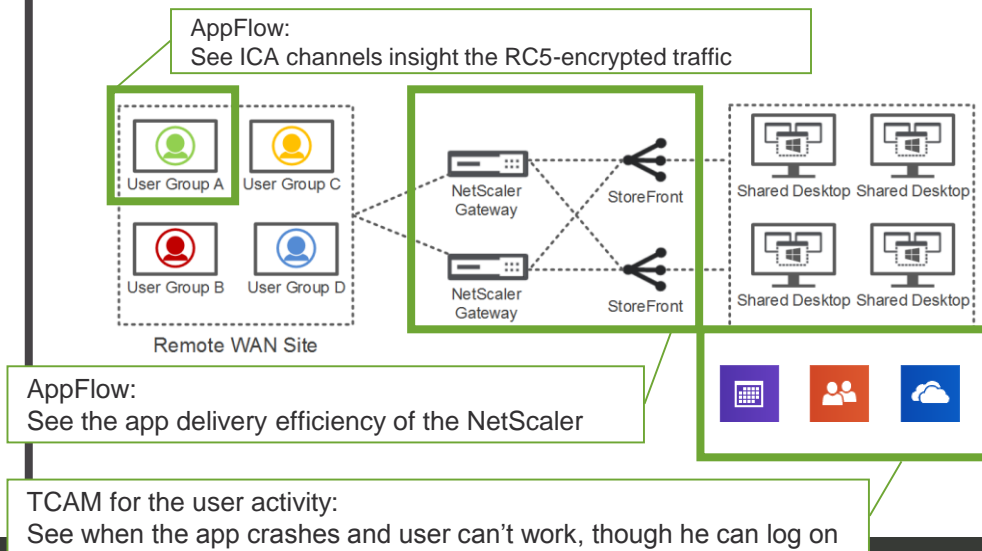 AppFlow:
See ICA channels insight the RC5-encrypted traffic
User Group A
User Group C
User Group B
User Group D
Remote WAN Site
NetScaler
Gateway
NetScaler
Gateway
StoreFront
StoreFront
Shared Desktop
Shared Desktop
Shared Desktop
Shared Desktop
AppFlow:
See the app delivery efficiency of the NetScaler
TCAM for the user activity:
See when the app crashes and user can’t work, though he can log on